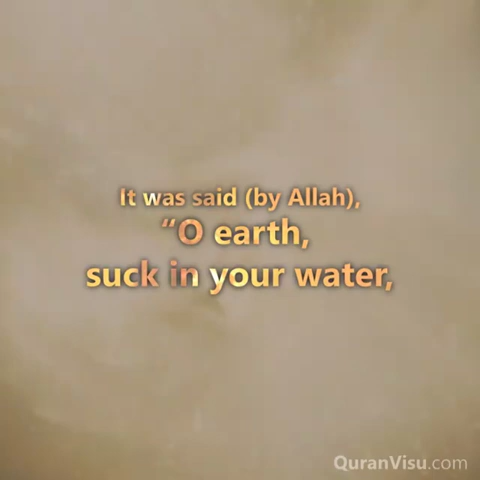 It was said (by Allah),
“O earth,
suck in your water,
QuranVisu.com